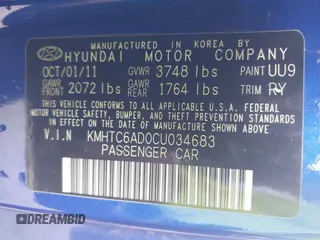 MADE IN KOREA
HYUNDAI MOTOR COMPANY
OCT/01/11 GVWR 3748 lbs PAINT UU9
GAWR FRONT 2072 lbs GAWR REAR 1764 lbs TRIM RY
THIS VEHICLE CONFORMS TO ALL APPLICABLE U.S.A. FEDERAL
MOTOR VEHICLE SAFETY, BUMPER, AND THEFT PREVENTION
STANDARDS IN EFFECT ON THE DATE OF MANUFACTURE SHOWN ABOVE.
V.I.N KMHTC6AD0CU034683
PASSENGER CAR
DREAMBID